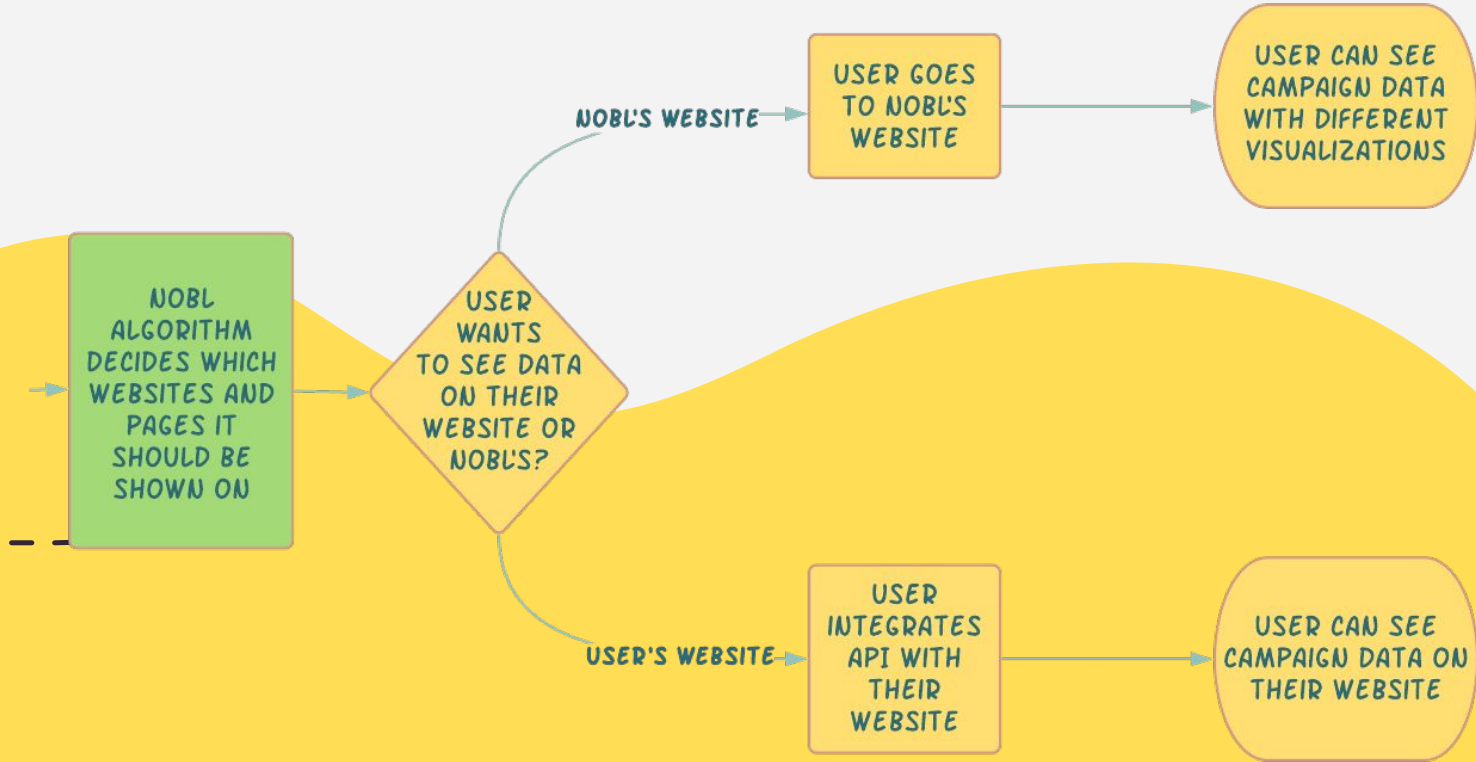 NOBL
ALGORITHM
DECIDES WHICH
WEBSITES AND
PAGES IT
SHOULD BE
SHOWN ON
USER
WANTS
TO SEE DATA
ON THEIR
WEBSITE OR
NOBL'S?
NOBL'S WEBSITE
USER GOES
TO NOBL'S
WEBSITE
USER CAN SEE
CAMPAIGN DATA
WITH DIFFERENT
VISUALIZATIONS
USER'S WEBSITE
USER
INTEGRATES
API WITH
THEIR
WEBSITE
USER CAN SEE
CAMPAIGN DATA ON
THEIR WEBSITE